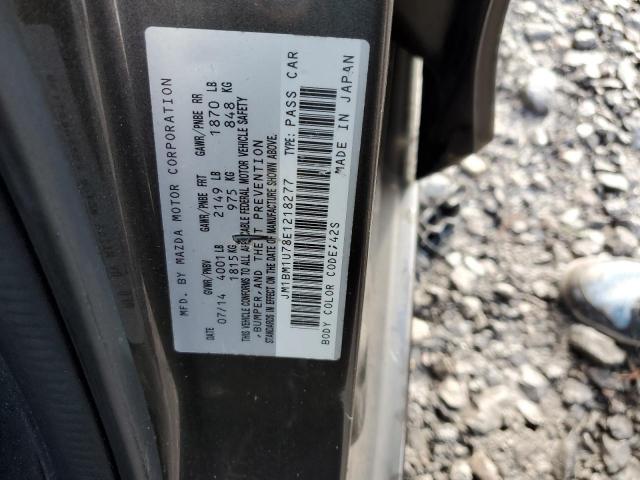 MFD. BY MAZDA MOTOR CORPORATION
GVWR/PNBV GAWR/PNBE FRT GAWR/PNBE RR
DATE 4001 LB 2149 LB 1870 LB
07/14 1815 KG 975 KG 848 KG
THIS VEHICLE CONFORMS TO ALL APPLICABLE FEDERAL MOTOR VEHICLE SAFETY
,BUMPER,AND THEFT PREVENTION
STANDARDS IN EFFECT ON THE DATE OF MANUFACTURE SHOWN ABOVE.
JM1BM1U78E1218277 TYPE: PASS CAR
BODY COLOR CODE;42S MADE IN JAPAN